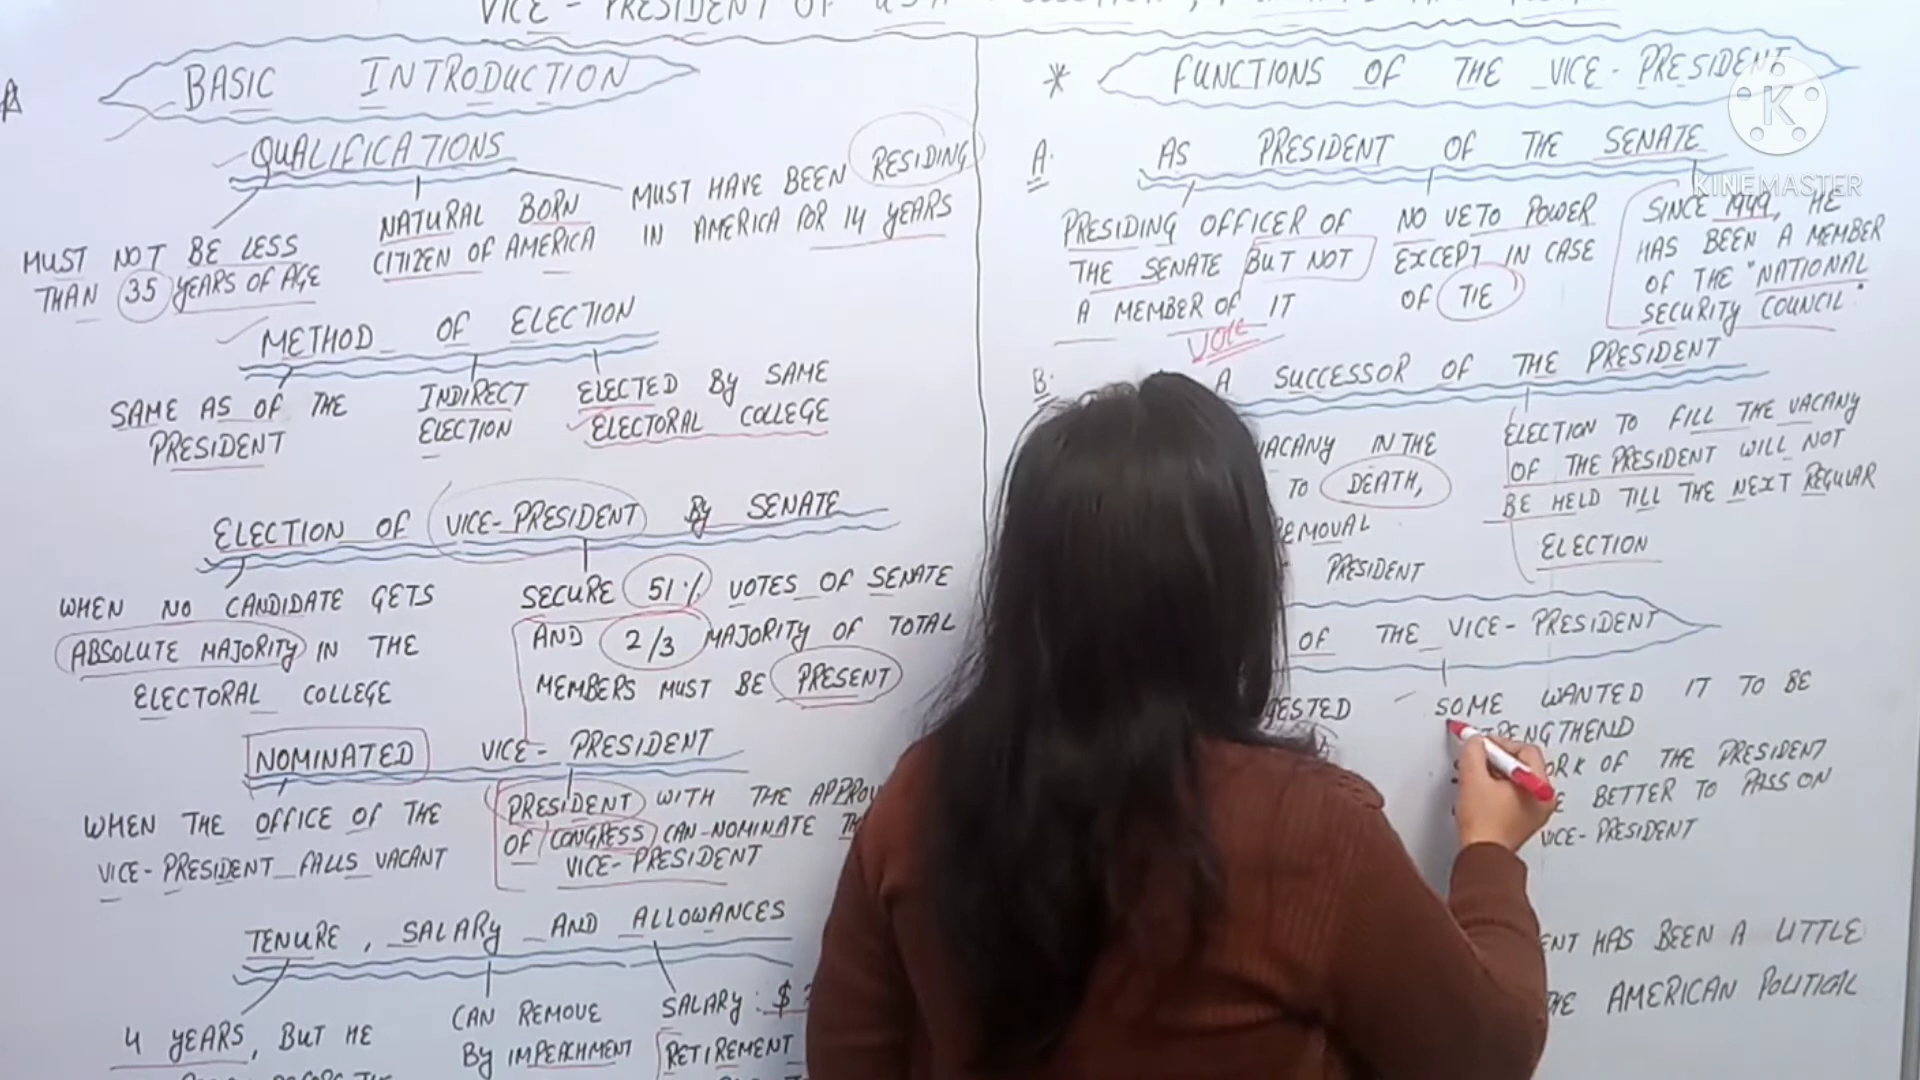 VICE - PRESIDENT OF USA
BASIC INTRODUCTION
QUALIFICATIONS
MUST NOT BE LESS
THAN 35 YEARS OF AGE
NATURAL BORN
CITIZEN OF AMERICA
MUST HAVE BEEN RESIDING
IN AMERICA FOR 14 YEARS
METHOD OF ELECTION
SAME AS OF THE
PRESIDENT
INDIRECT
ELECTION
ELECTED By SAME
ELECTORAL COLLEGE
ELECTION OF VICE-PRESIDENT By SENATE
WHEN NO CANDIDATE GETS
ABSOLUTE MAJORITY IN THE
ELECTORAL COLLEGE
SECURE 51% VOTES OF SENATE
AND 2/3 MAJORITY OF TOTAL
MEMBERS MUST BE PRESENT
NOMINATED VICE- PRESIDENT
WHEN THE OFFICE OF THE
VICE-PRESIDENT FALLS VACANT
PRESIDENT WITH THE APPROV
OF CONGRESS CAN-NOMINATE TH
VICE-PRESIDENT
TENURE, SALARy AND ALLOWANCES
4 YEARS, BUT HE
CAN REMOVE
By IMPEACHMENT
SALARY: $
RETIREMENT
* FUNCTIONS OF THE VICE-PRESIDENT
K
KINEMASTER
A. AS PRESIDENT OF THE SENATE
PRESIDING OFFICER OF
THE SENATE BUT NOT
A MEMBER OF IT
VOTE
NO VETO POWER
EXCEPT IN CASE
OF TIE
SINCE 1949, HE
HAS BEEN A MEMBER
OF THE "NATIONAL
SECURITY COUNCIL"
B. A SUCCESSOR OF THE PRESIDENT
VACANy IN THE
TO DEATH,
REMOVAL
PRESIDENT
ELECTION TO FILL THE VACANY
OF THE PRESIDENT WILL NOT
BE HELD TILL THE NEXT REGULAR
ELECTION
OF THE VICE-PRESIDENT
GESTED
- SOME WANTED IT TO BE
STRENGTHEND
ORK OF THE PRESIDENT
E BETTER TO PASS ON
VICE-PRESIDENT
ENT HAS BEEN A LITTLE
THE AMERICAN POLITICAL